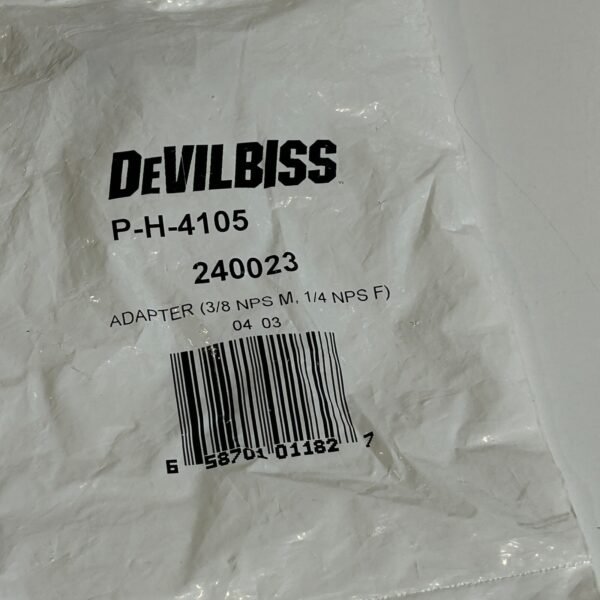 DEVILBISS
P-H-4105
240023
ADAPTER (3/8 NPS M, 1/4 NPS F)
04 03
6 58701 01182 7